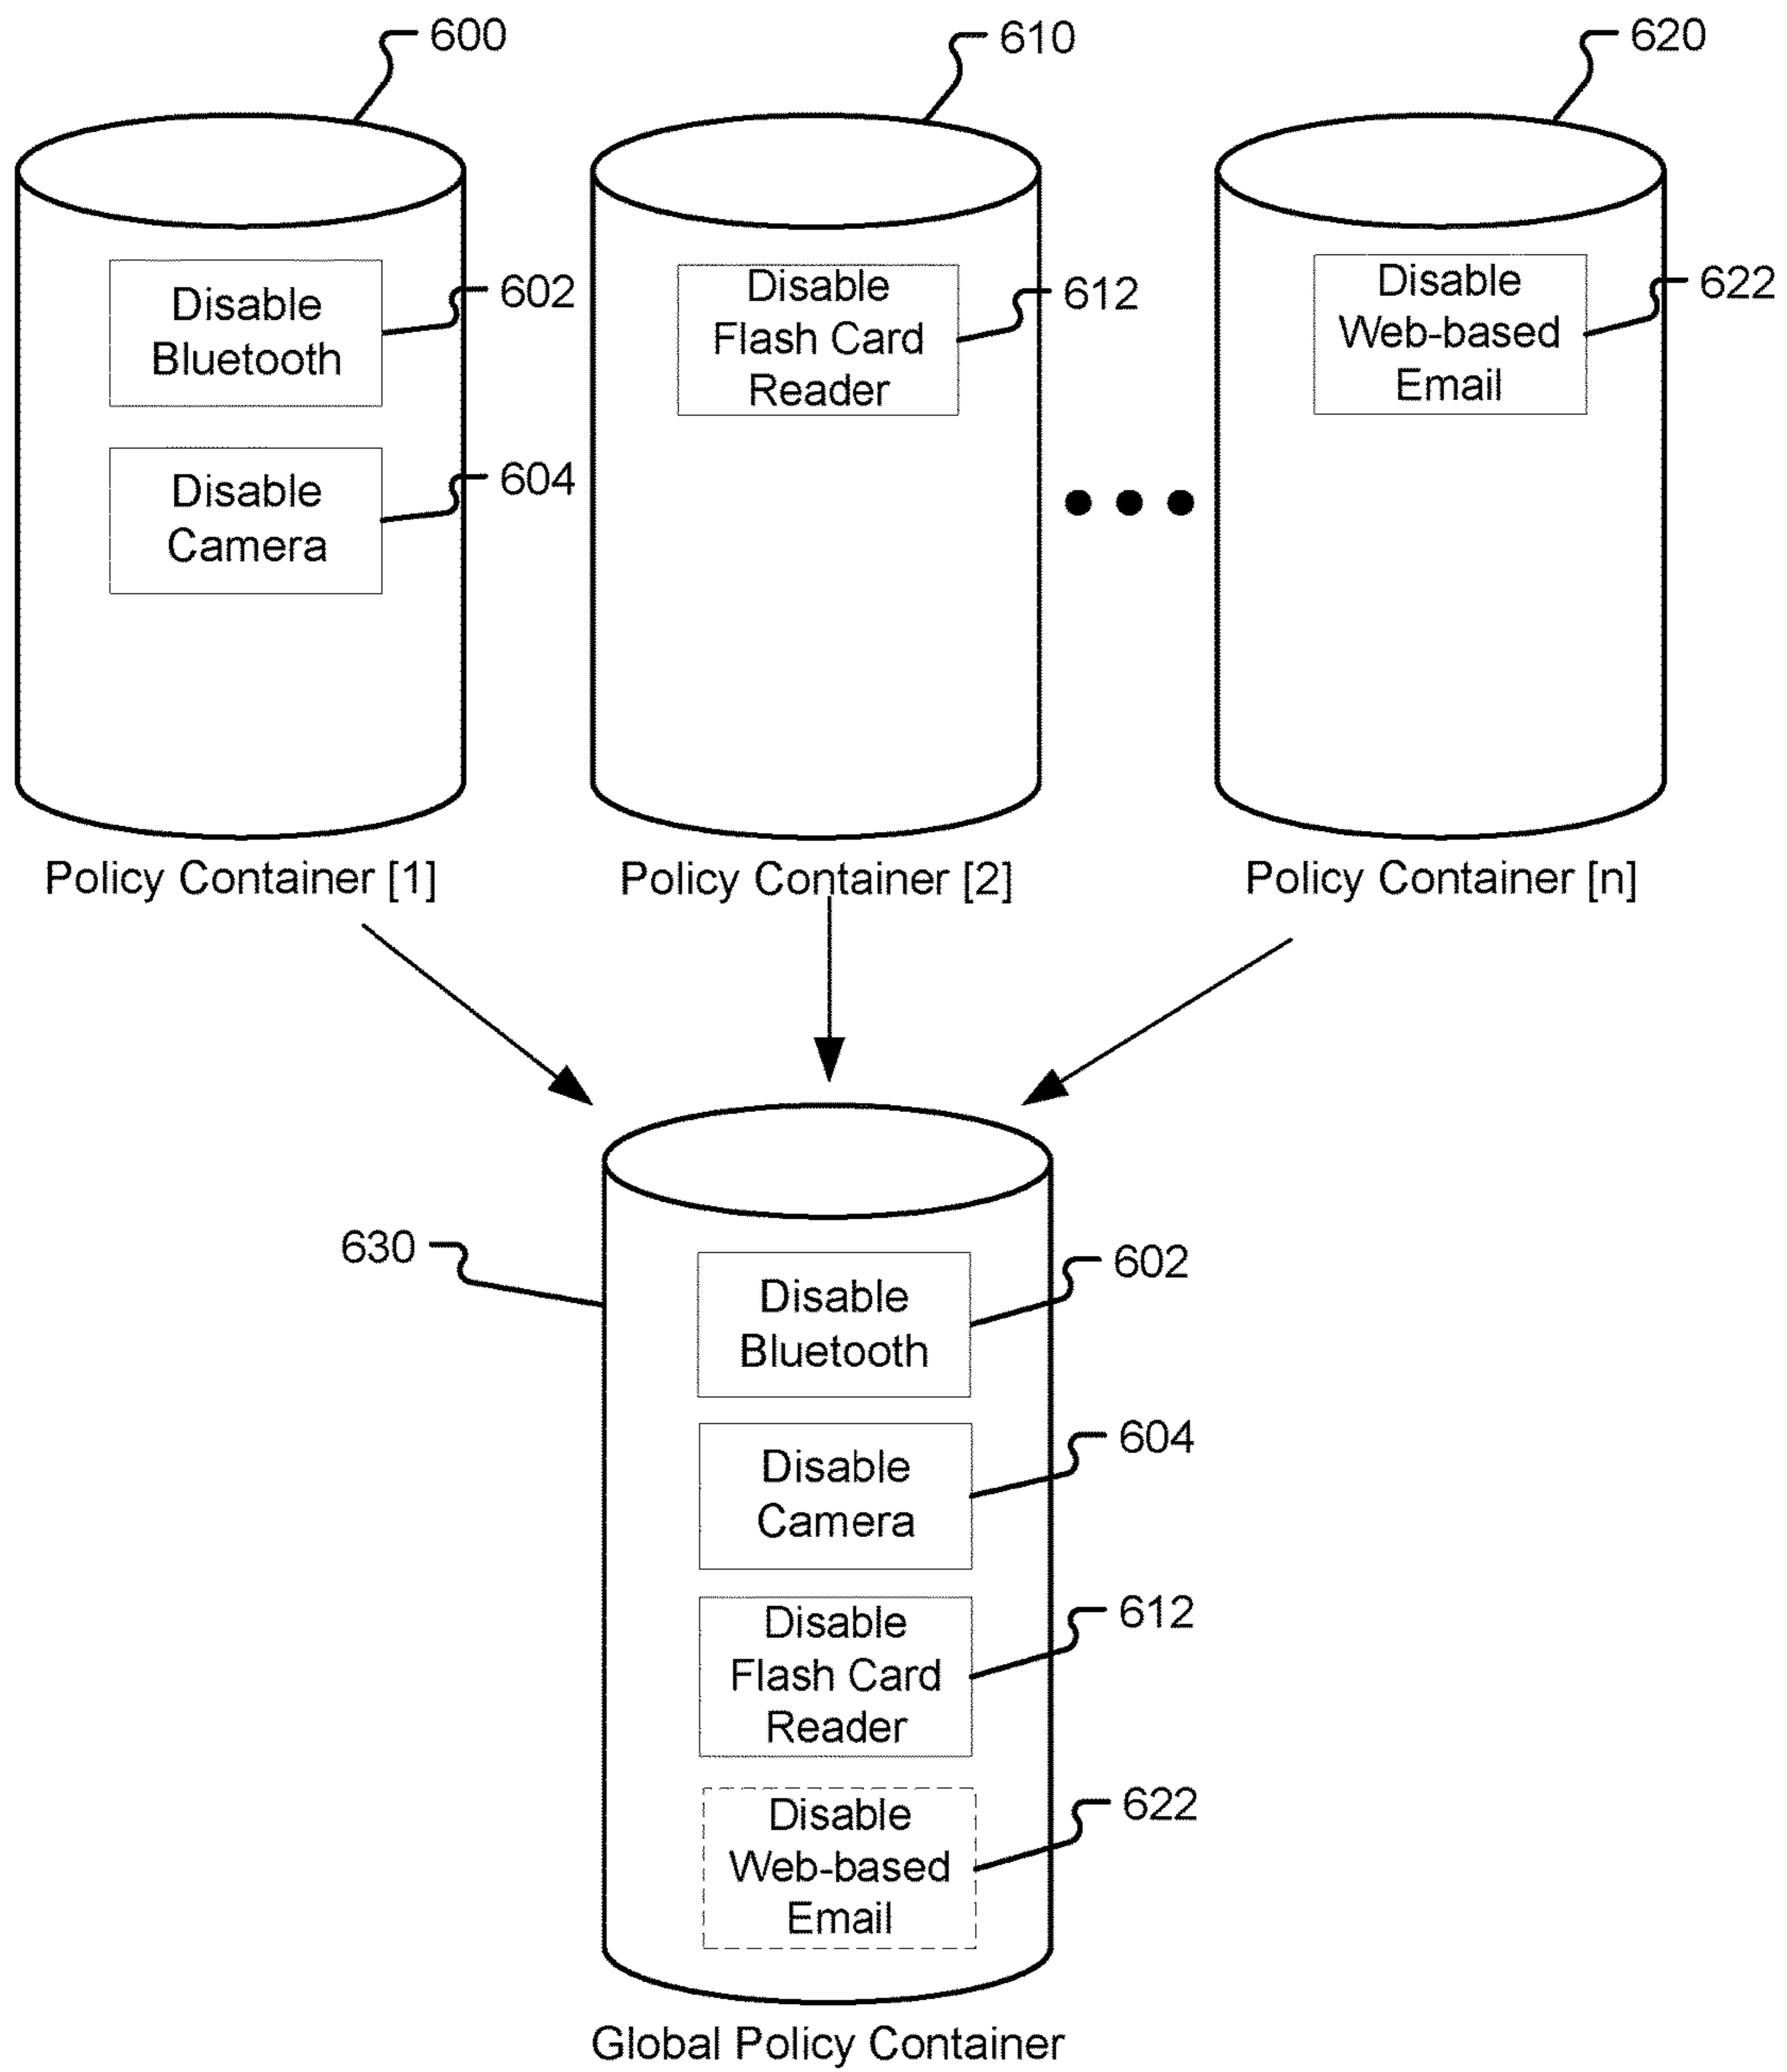 600
610
620
Disable
Bluetooth
602
Disable
Camera
604
Disable
Flash Card
Reader
612
Disable
Web-based
Email
622
Policy Container [1]
Policy Container [2]
Policy Container [n]
630
Disable
Bluetooth
602
Disable
Camera
604
Disable
Flash Card
Reader
612
Disable
Web-based
Email
622
Global Policy Container